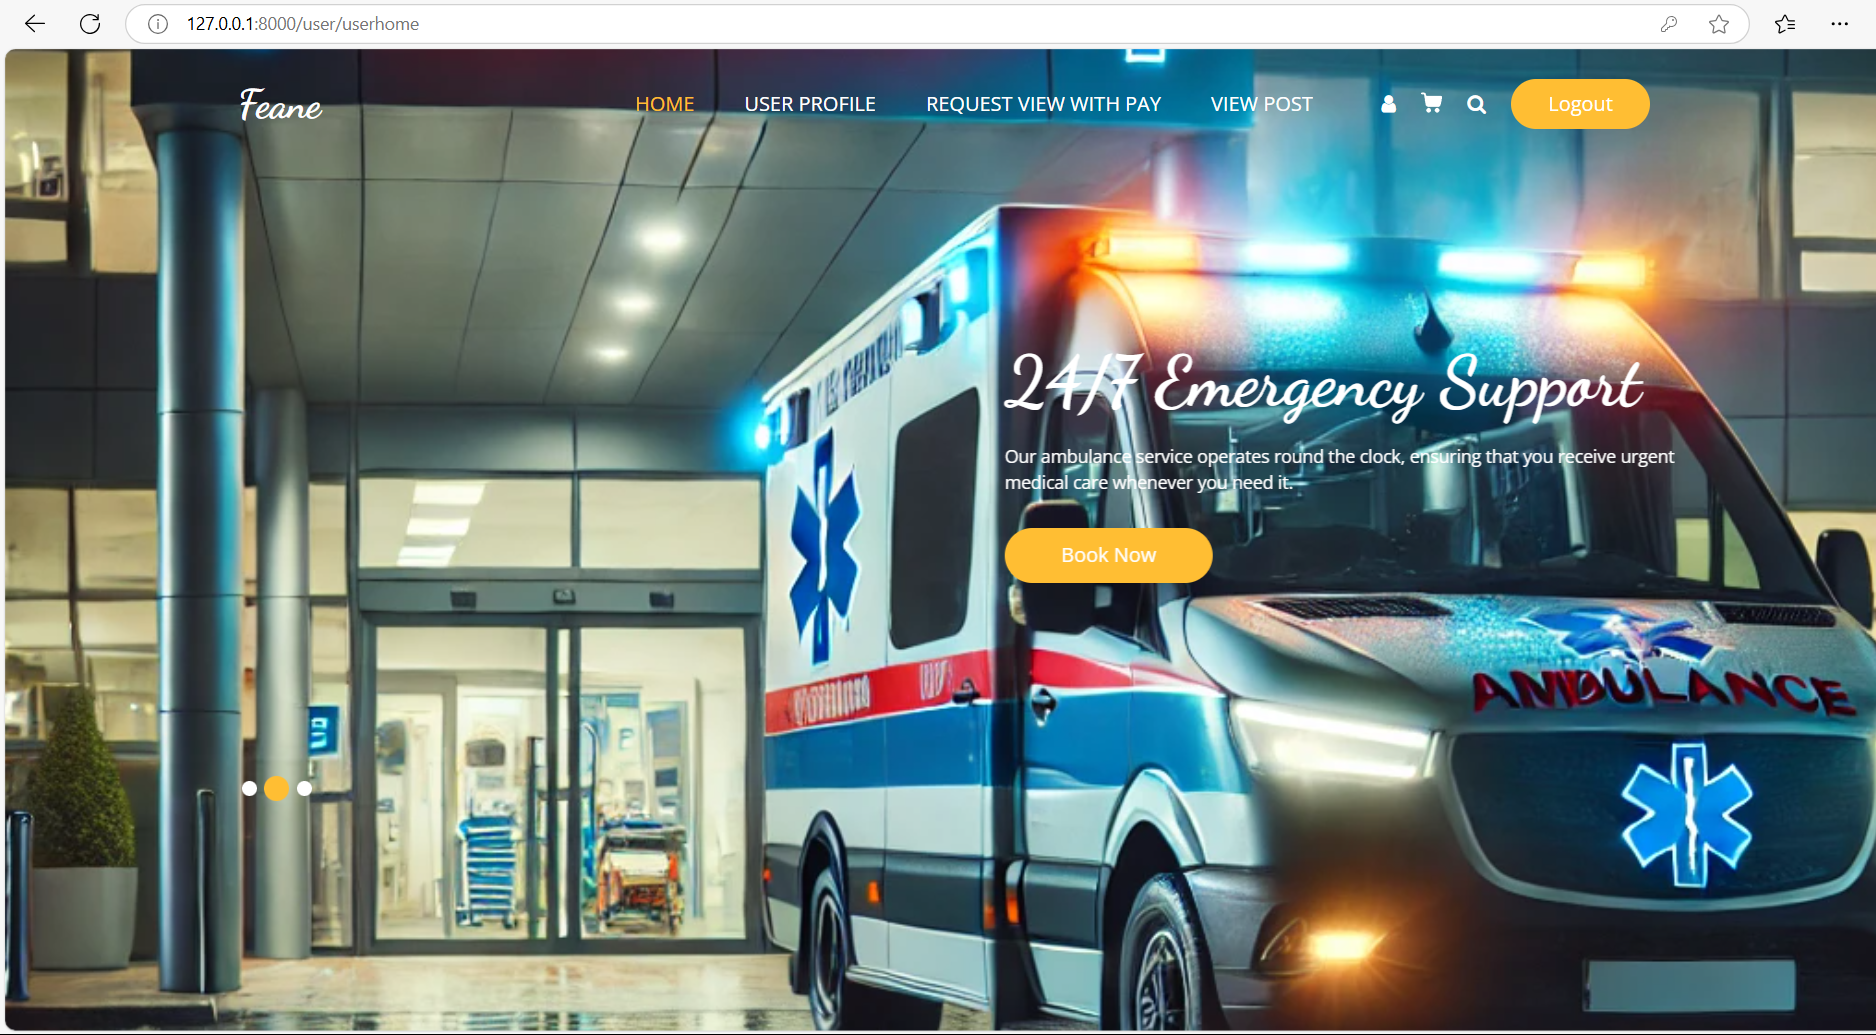 127.0.0.1:8000/user/userhome
Feane
HOME
USER PROFILE
REQUEST VIEW WITH PAY
VIEW POST
Logout
24/7 Emergency Support
Our ambulance service operates round the clock, ensuring that you receive urgent
medical care whenever you need it.
Book Now
AMBULANCE